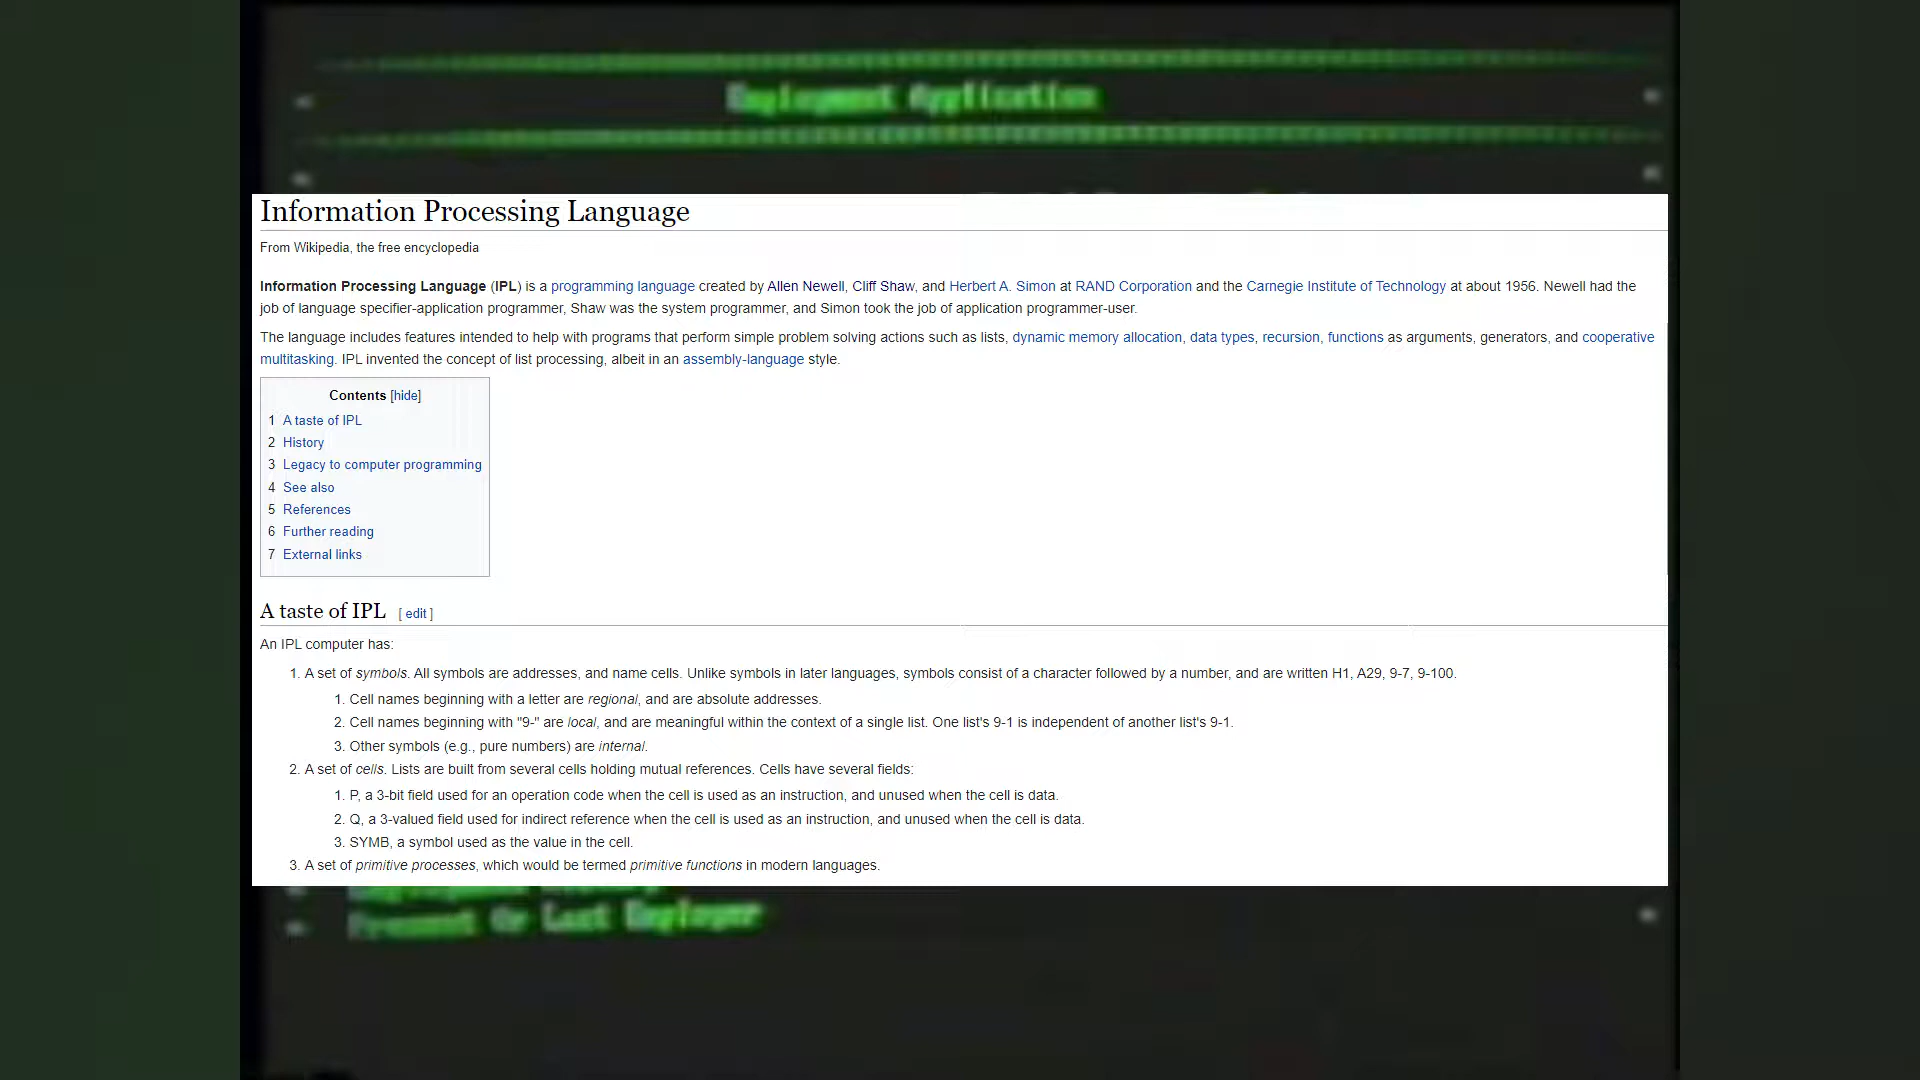 Employment Application
Information Processing Language
From Wikipedia, the free encyclopedia
Information Processing Language (IPL) is a programming language created by Allen Newell, Cliff Shaw, and Herbert A. Simon at RAND Corporation and the Carnegie Institute of Technology at about 1956. Newell had the
job of language specifier-application programmer, Shaw was the system programmer, and Simon took the job of application programmer-user.
The language includes features intended to help with programs that perform simple problem solving actions such as lists, dynamic memory allocation, data types, recursion, functions as arguments, generators, and cooperative
multitasking. IPL invented the concept of list processing, albeit in an assembly-language style.
Contents [hide]
1 A taste of IPL
2 History
3 Legacy to computer programming
4 See also
5 References
6 Further reading
7 External links
A taste of IPL [ edit ]
An IPL computer has:
1. A set of symbols. All symbols are addresses, and name cells. Unlike symbols in later languages, symbols consist of a character followed by a number, and are written H1, A29, 9-7, 9-100.
1. Cell names beginning with a letter are regional, and are absolute addresses.
2. Cell names beginning with "9-" are local, and are meaningful within the context of a single list. One list's 9-1 is independent of another list's 9-1.
3. Other symbols (e.g., pure numbers) are internal.
2. A set of cells. Lists are built from several cells holding mutual references. Cells have several fields:
1. P, a 3-bit field used for an operation code when the cell is used as an instruction, and unused when the cell is data.
2. Q, a 3-valued field used for indirect reference when the cell is used as an instruction, and unused when the cell is data.
3. SYMB, a symbol used as the value in the cell.
3. A set of primitive processes, which would be termed primitive functions in modern languages.
Present Or Last Employer